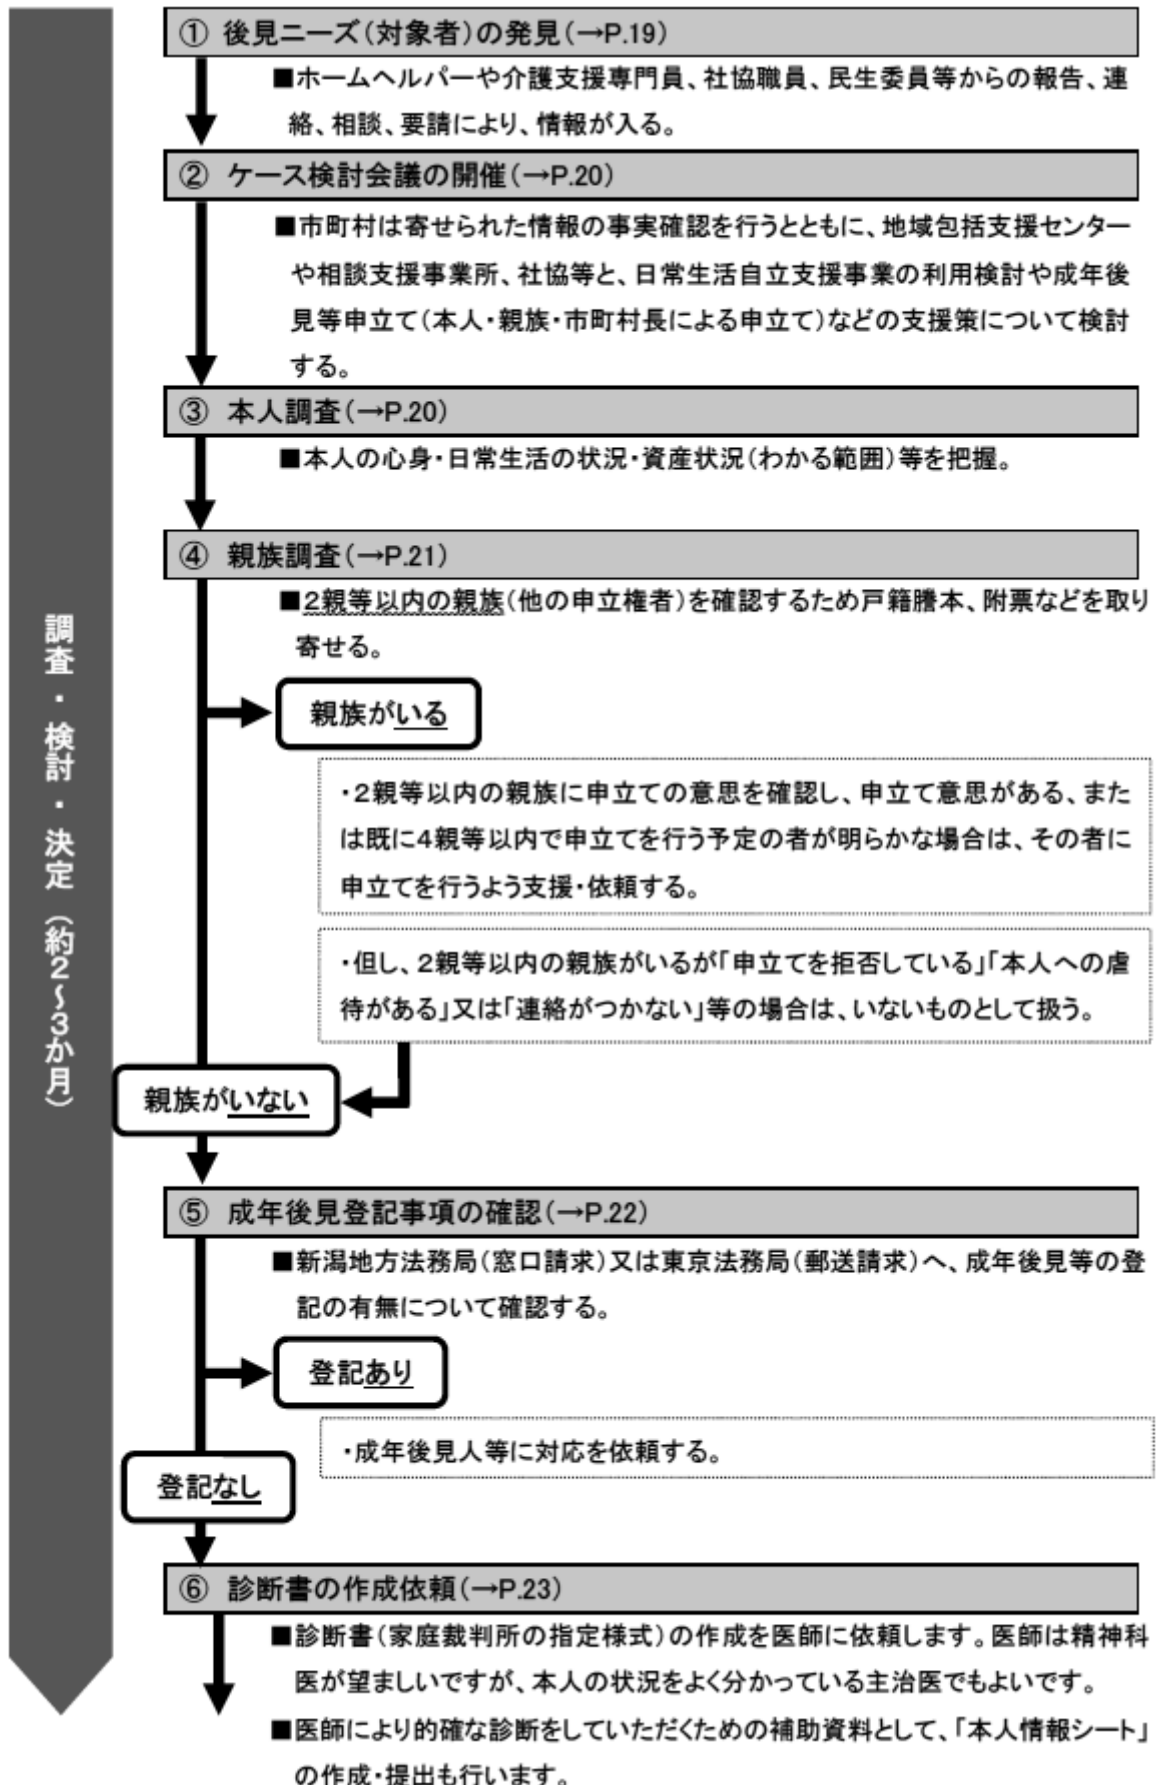 ① 後見ニーズ(対象者)の発見(→P.19)
■ホームヘルパーや介護支援専門員、社協職員、民生委員等からの報告、連
絡、相談、要請により、情報が入る。
② ケース検討会議の開催(→P.20)
■市町村は寄せられた情報の事実確認を行うとともに、地域包括支援センター
や相談支援事業所、社協等と、日常生活自立支援事業の利用検討や成年後
見等申立て(本人・親族・市町村長による申立て)などの支援策について検討
する。
③ 本人調査(→P.20)
■本人の心身・日常生活の状況・資産状況(わかる範囲)等を把握。
④ 親族調査(→P.21)
■2親等以内の親族(他の申立権者)を確認するため戸籍謄本、附票などを取り
寄せる。
親族がいる
・2親等以内の親族に申立ての意思を確認し、申立て意思がある、また
は既に4親等以内で申立てを行う予定の者が明らかな場合は、その者に
申立てを行うよう支援・依頼する。
・但し、2親等以内の親族がいるが「申立てを拒否している」「本人への虐
待がある」又は「連絡がつかない」等の場合は、いないものとして扱う。
親族がいない
⑤ 成年後見登記事項の確認(→P.22)
■新潟地方法務局(窓口請求)又は東京法務局(郵送請求)へ、成年後見等の登
記の有無について確認する。
登記あり
・成年後見人等に対応を依頼する。
登記なし
⑥ 診断書の作成依頼(→P.23)
■診断書(家庭裁判所の指定様式)の作成を医師に依頼します。医師は精神科
医が望ましいですが、本人の状況をよく分かっている主治医でもよいです。
■医師により的確な診断をしていただくための補助資料として、「本人情報シート」
の作成・提出も行います。
調査・検討・決定(約2~3か月)